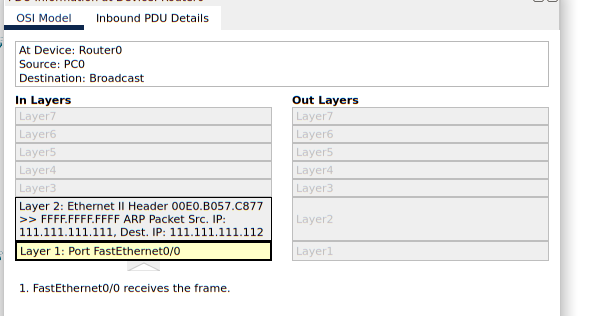 OSI Model
Inbound PDU Details
At Device: Router0
Source: PC0
Destination: Broadcast
In Layers
Out Layers
Layer7
Layer7
Layer6
Layer6
Layer5
Layer5
Layer4
Layer4
Layer3
Layer3
Layer 2: Ethernet II Header 00E0.B057.C877
>> FFFF.FFFF.FFFF ARP Packet Src. IP:
111.111.111.111, Dest. IP: 111.111.111.112
Layer2
Layer 1: Port FastEthernet0/0
Layer1
1. FastEthernet0/0 receives the frame.